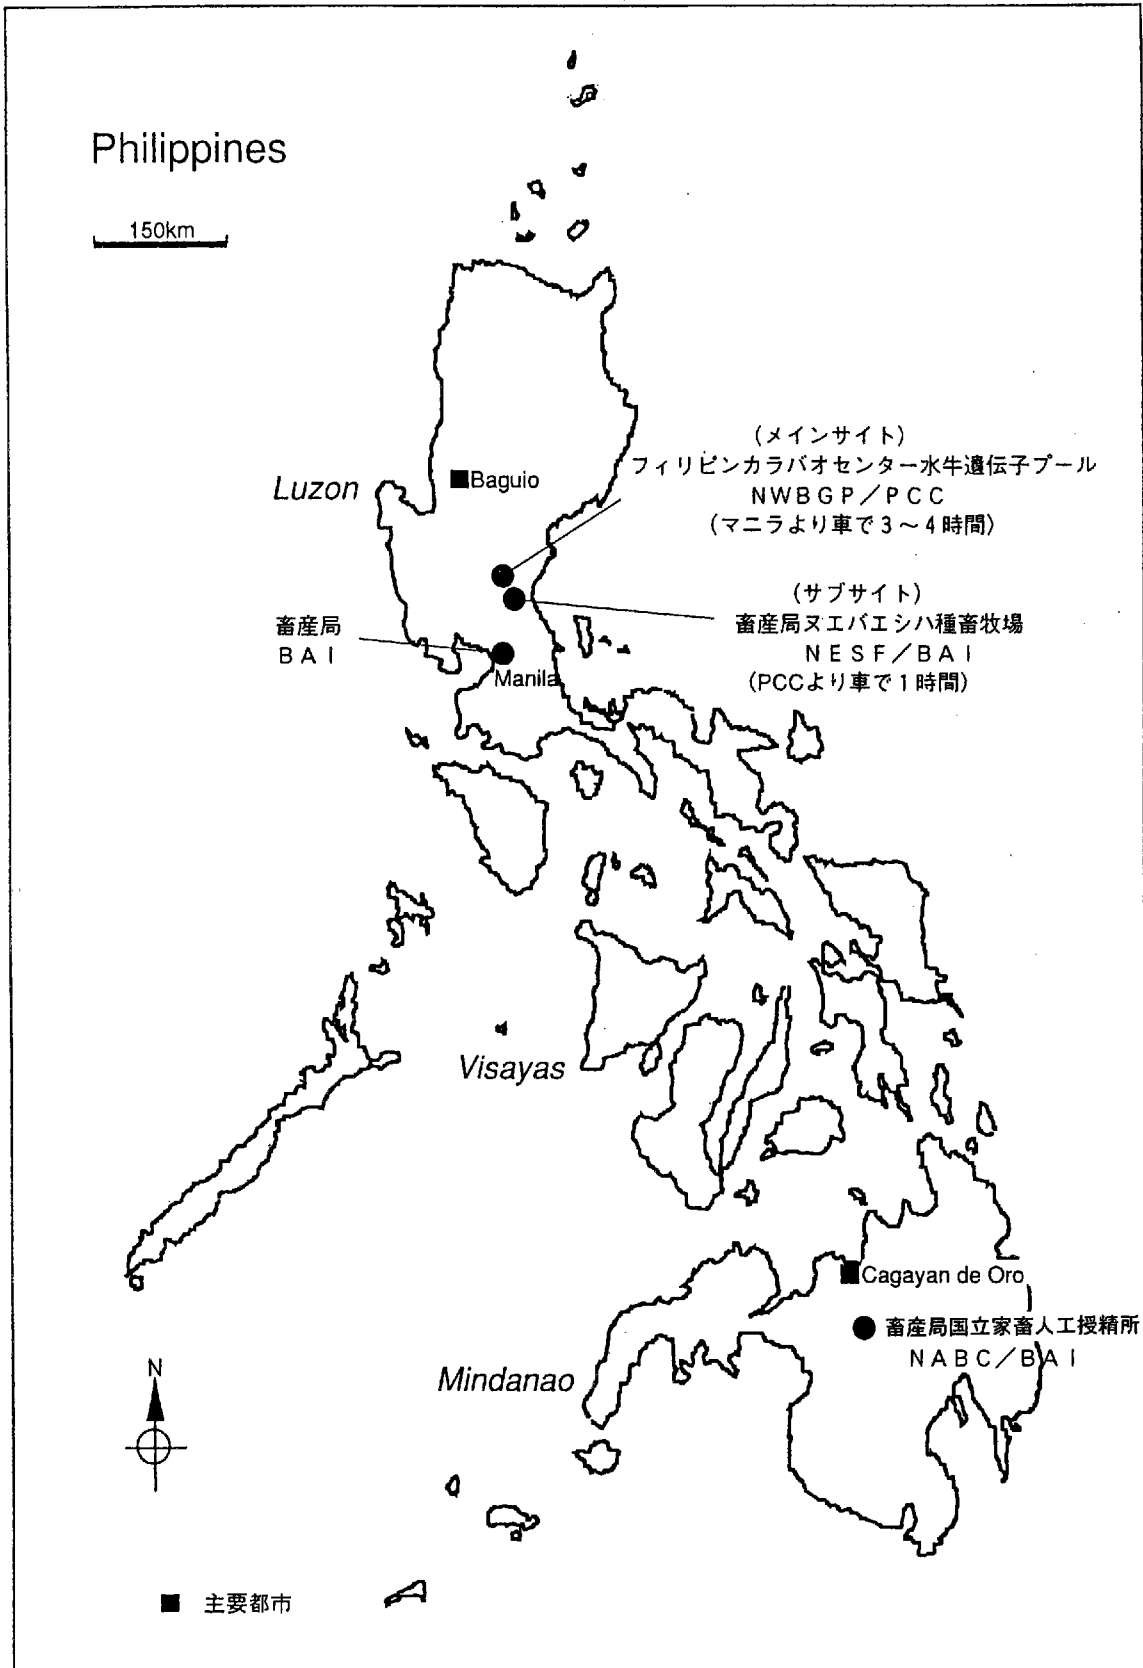 Philippines
150km
(メインサイト)
フィリピンカラバオセンター水牛遺伝子プール
NWBGP/PCC
(マニラより車で3~4時間)
Luzon
Baguio
(サブサイト)
畜産局ヌエバエシハ種畜牧場
NESF/BAI
(PCCより車で1時間)
畜産局
BAI
Manila
Visayas
Cagayan de Oro
畜産局国立家畜人工授精所
NABC/BAI
Mindanao
N
主要都市